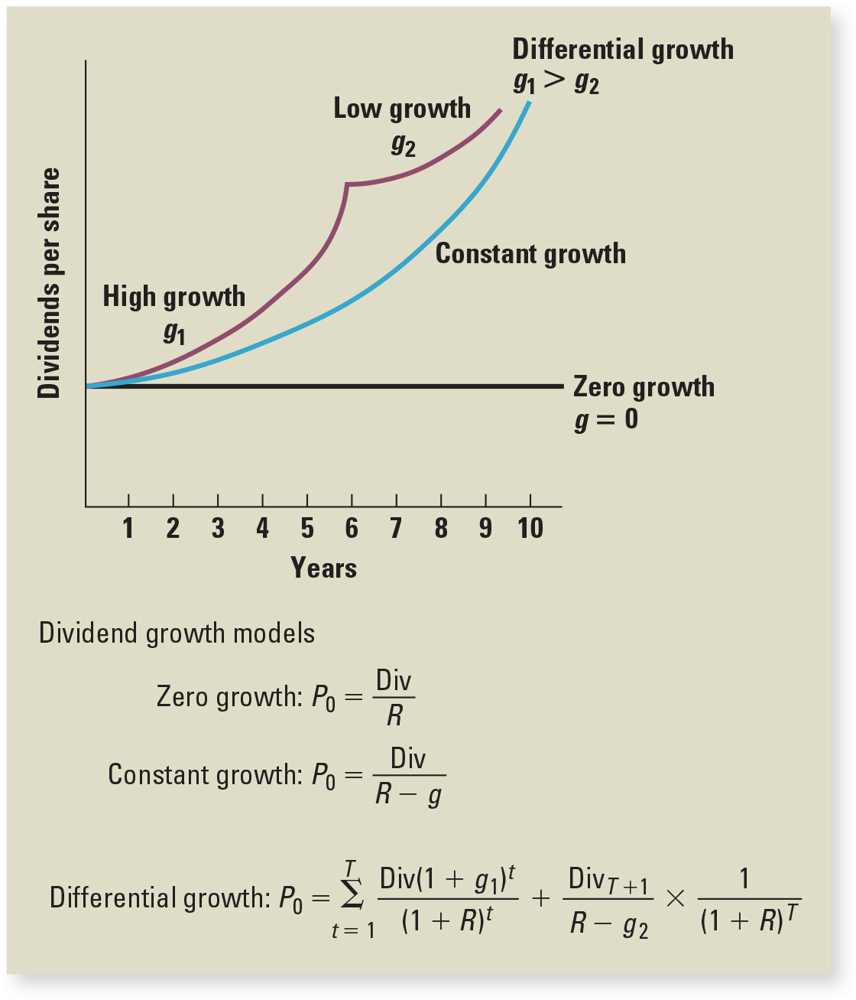 Differential growth
g₁ > g₂
Low growth
g₂
Dividends per share
Constant growth
High growth
g₁
Zero growth
g = 0
1 2 3 4 5 6 7 8 9 10
Years
Dividend growth models
Zero growth: P₀ = Div / R
Constant growth: P₀ = Div / (R − g)
Differential growth: P₀ = Σ_{t = 1}^{T} Div(1 + g₁)^t / (1 + R)^t + Div_{T+1} / (R − g₂) × 1 / (1 + R)^T